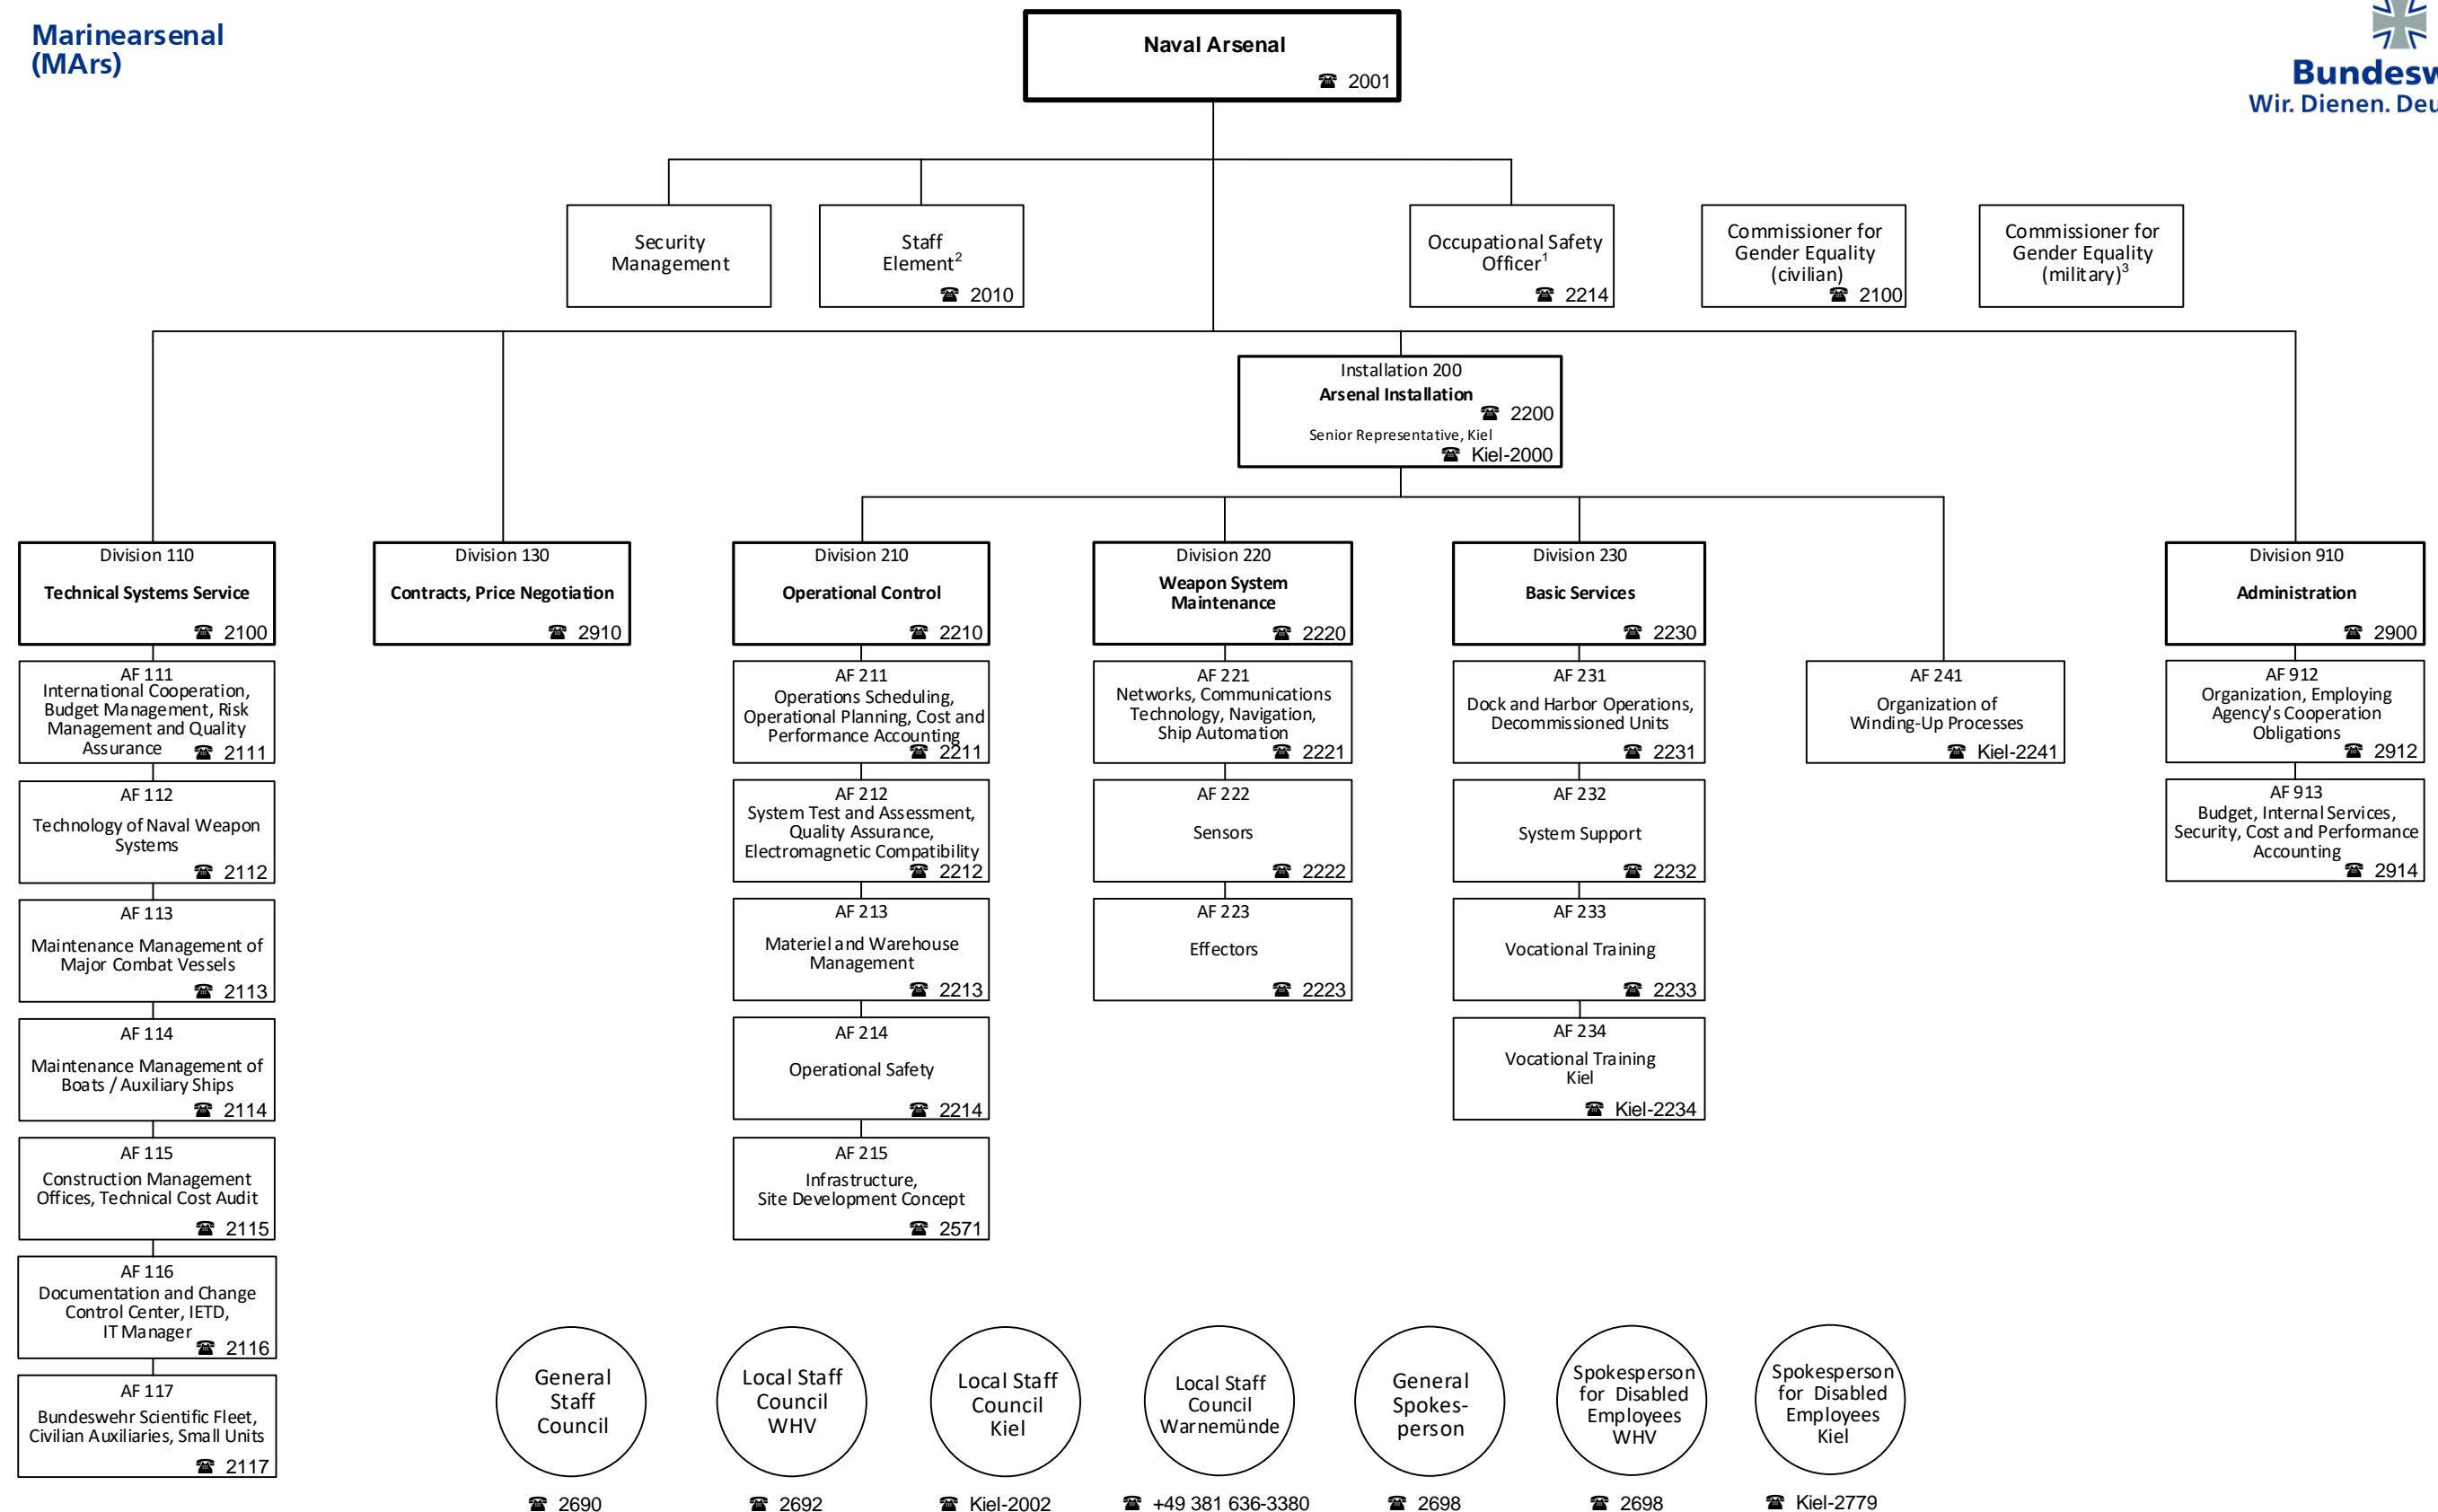 Marinearsenal
(MArs)
Naval Arsenal
☎ 2001
Bundesw
Wir. Dienen. Deu
Security
Management
Staff
Element²
☎ 2010
Occupational Safety
Officer¹
☎ 2214
Commissioner for
Gender Equality
(civilian)
☎ 2100
Commissioner for
Gender Equality
(military)³
Installation 200
Arsenal Installation
☎ 2200
Senior Representative, Kiel
☎ Kiel-2000
Division 110
Technical Systems Service
☎ 2100
AF 111
International Cooperation,
Budget Management, Risk
Management and Quality
Assurance
☎ 2111
AF 112
Technology of Naval Weapon
Systems
☎ 2112
AF 113
Maintenance Management of
Major Combat Vessels
☎ 2113
AF 114
Maintenance Management of
Boats / Auxiliary Ships
☎ 2114
AF 115
Construction Management
Offices, Technical Cost Audit
☎ 2115
AF 116
Documentation and Change
Control Center, IETD,
IT Manager
☎ 2116
AF 117
Bundeswehr Scientific Fleet,
Civilian Auxiliaries, Small Units
☎ 2117
Division 130
Contracts, Price Negotiation
☎ 2910
Division 210
Operational Control
☎ 2210
AF 211
Operations Scheduling,
Operational Planning, Cost and
Performance Accounting
☎ 2211
AF 212
System Test and Assessment,
Quality Assurance,
Electromagnetic Compatibility
☎ 2212
AF 213
Materiel and Warehouse
Management
☎ 2213
AF 214
Operational Safety
☎ 2214
AF 215
Infrastructure,
Site Development Concept
☎ 2571
Division 220
Weapon System
Maintenance
☎ 2220
AF 221
Networks, Communications
Technology, Navigation,
Ship Automation
☎ 2221
AF 222
Sensors
☎ 2222
AF 223
Effectors
☎ 2223
Division 230
Basic Services
☎ 2230
AF 231
Dock and Harbor Operations,
Decommissioned Units
☎ 2231
AF 232
System Support
☎ 2232
AF 233
Vocational Training
☎ 2233
AF 234
Vocational Training
Kiel
☎ Kiel-2234
AF 241
Organization of
Winding-Up Processes
☎ Kiel-2241
Division 910
Administration
☎ 2900
AF 912
Organization, Employing
Agency's Cooperation
Obligations
☎ 2912
AF 913
Budget, Internal Services,
Security, Cost and Performance
Accounting
☎ 2914
General
Staff
Council
☎ 2690
Local Staff
Council
WHV
☎ 2692
Local Staff
Council
Kiel
☎ Kiel-2002
Local Staff
Council
Warnemünde
☎ +49 381 636-3380
General
Spokes-
person
☎ 2698
Spokesperson
for Disabled
Employees
WHV
☎ 2698
Spokesperson
for Disabled
Employees
Kiel
☎ Kiel-2779